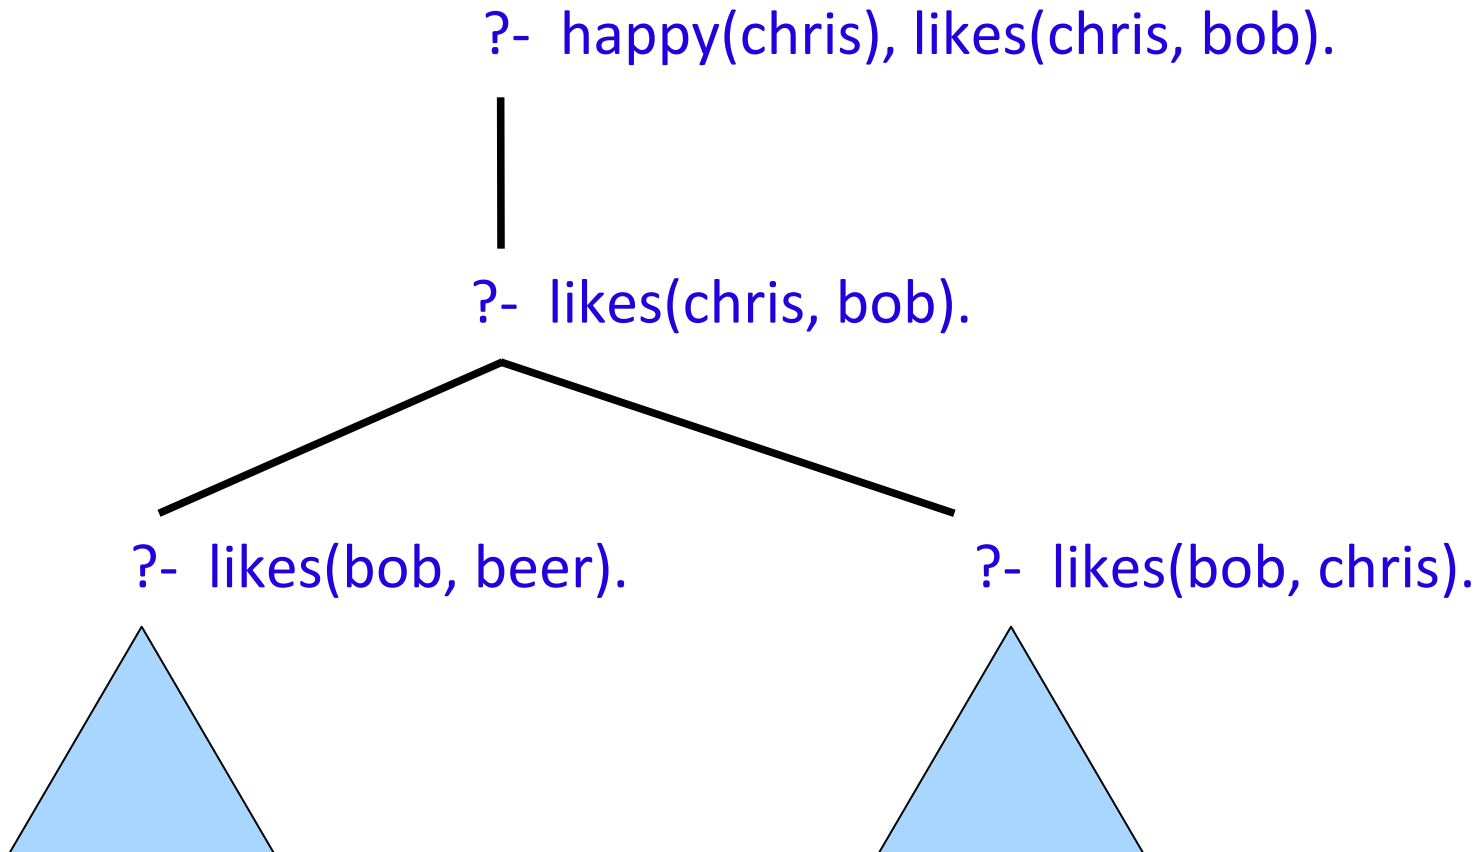 ?- happy(chris), likes(chris, bob).
?- likes(chris, bob).
?- likes(bob, beer).
?- likes(bob, chris).